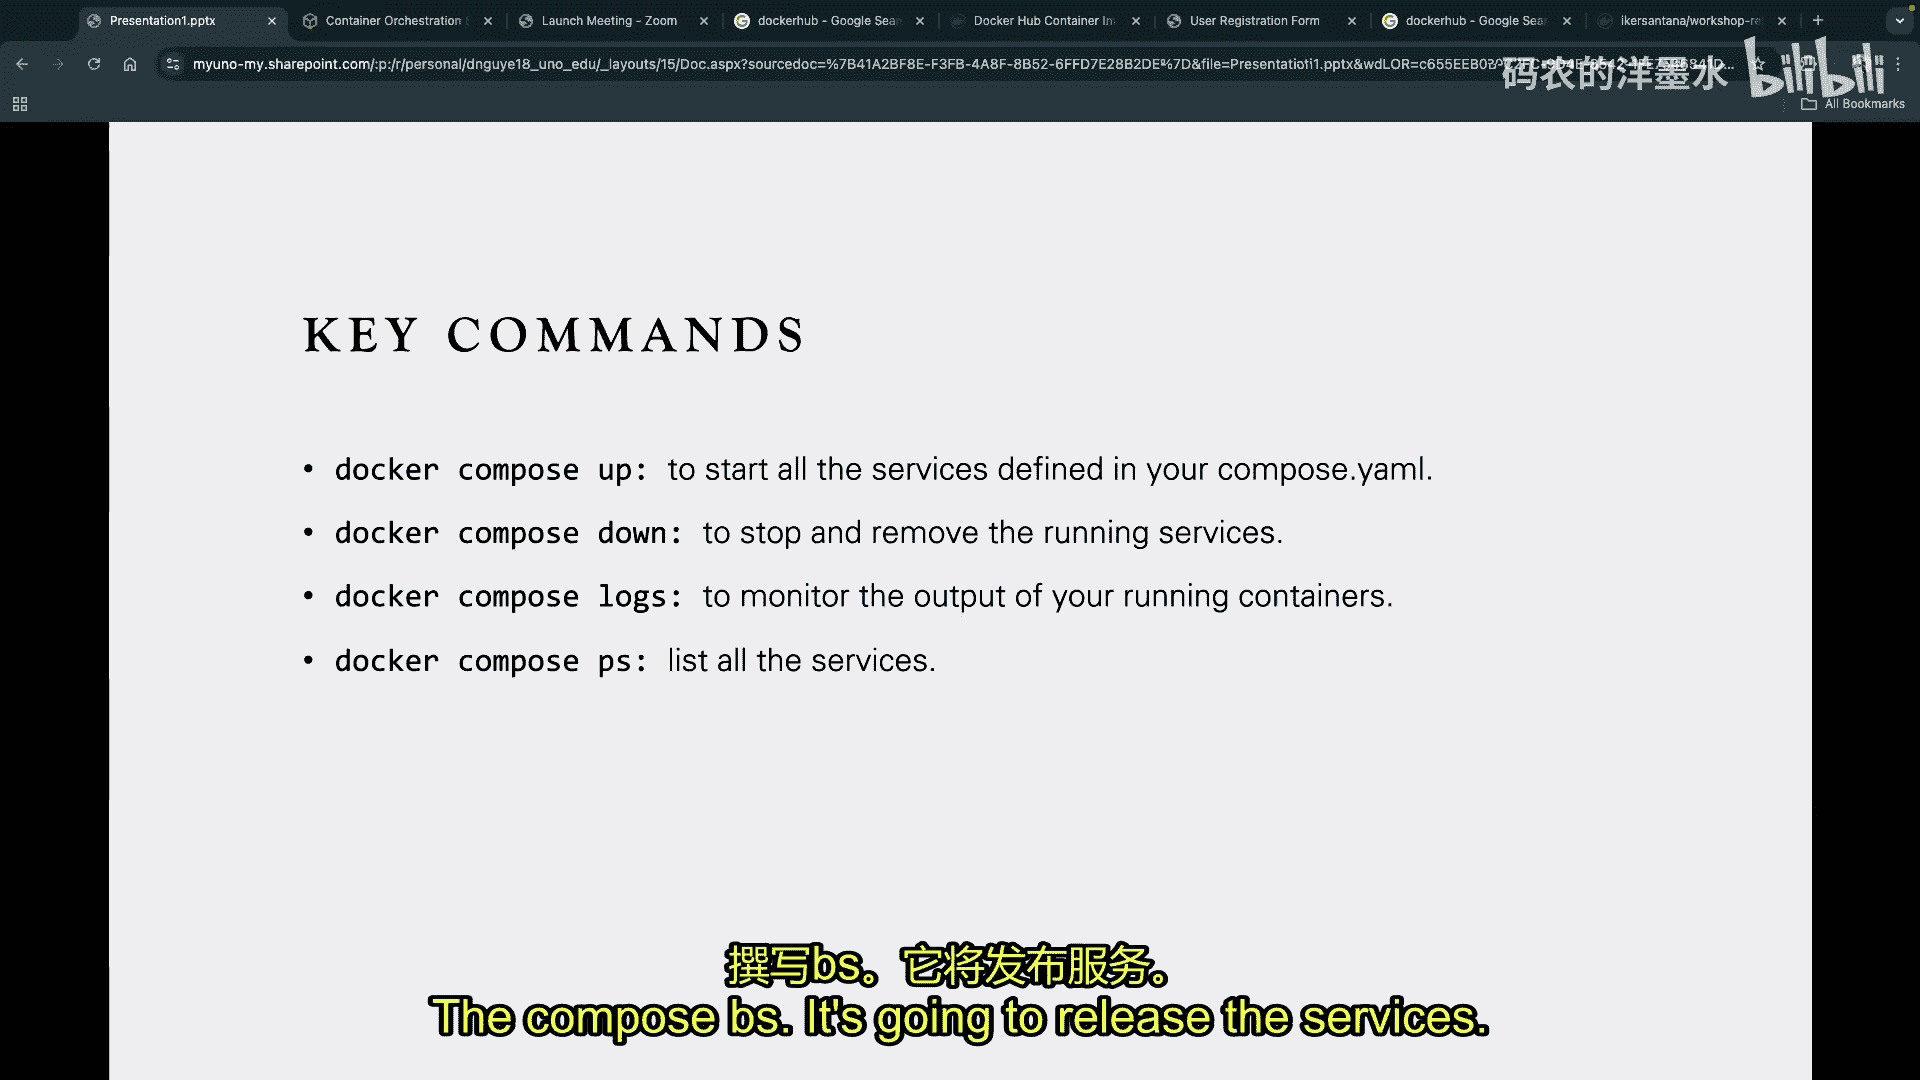 Presentation1.pptx
Container Orchestration
Launch Meeting - Zoom
dockerhub - Google Sear
Docker Hub Container Im
User Registration Form
dockerhub - Google Sear
ikersantana/workshop-re
myuno-my.sharepoint.com/:p:/r/personal/dnguye18_uno_edu/_layouts/15/Doc.aspx?sourcedoc=%7B41A2BF8E-F3FB-4A8F-8B52-6FFD7E28B2DE%7D&file=Presentation1.pptx&wdLOR=c655EEB0
码农的洋墨水
bilibili
All Bookmarks
KEY COMMANDS
• docker compose up: to start all the services defined in your compose.yaml.
• docker compose down: to stop and remove the running services.
• docker compose logs: to monitor the output of your running containers.
• docker compose ps: list all the services.
撰写bs。它将发布服务。
The compose bs. It's going to release the services.